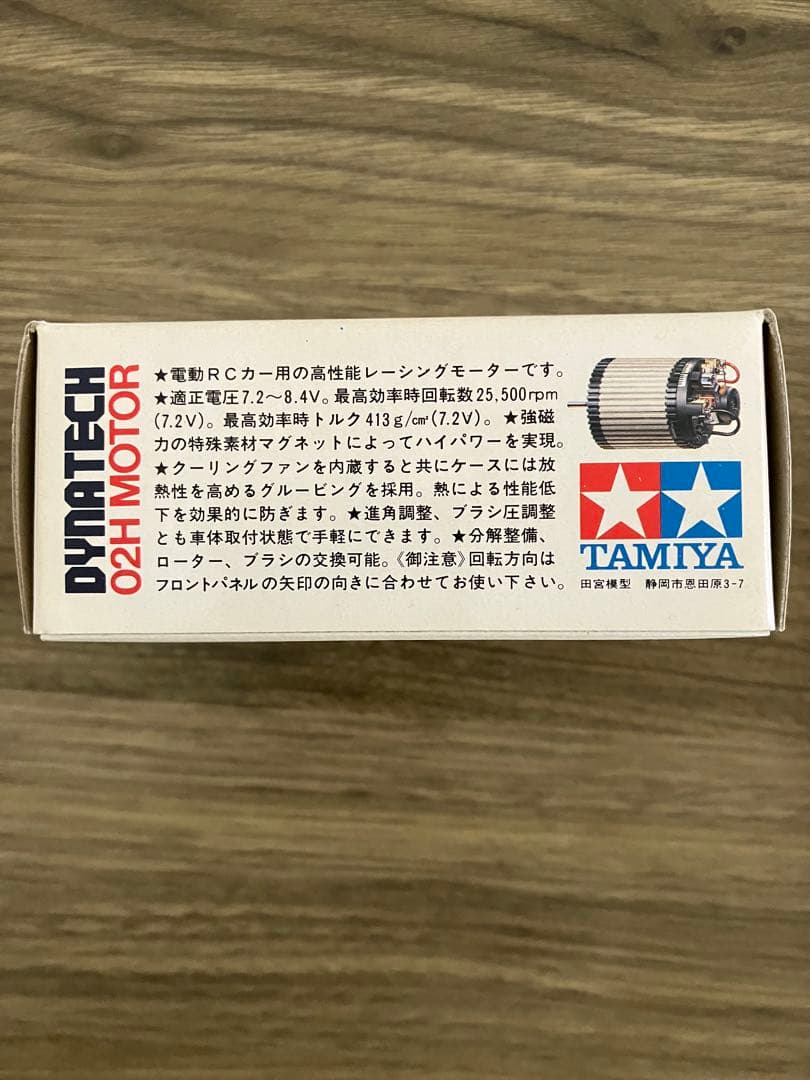 DYNATECH
02H MOTOR
★電動RCカー用の高性能レーシングモーターです。
★適正電圧7.2〜8.4V。最高効率時回転数25,500rpm
(7.2V)。最高効率時トルク413g/c㎡(7.2V)。★強磁
力の特殊素材マグネットによってハイパワーを実現。
★クーリングファンを内蔵すると共にケースには放
熱性を高めるグルービングを採用。熱による性能低
下を効果的に防ぎます。★進角調整、ブラシ圧調整
とも車体取付状態で手軽にできます。★分解整備、
ローター、ブラシの交換可能。《御注意》回転方向は
フロントパネルの矢印の向きに合わせてお使い下さい。
TAMIYA
田宮模型 静岡市恩田原3-7